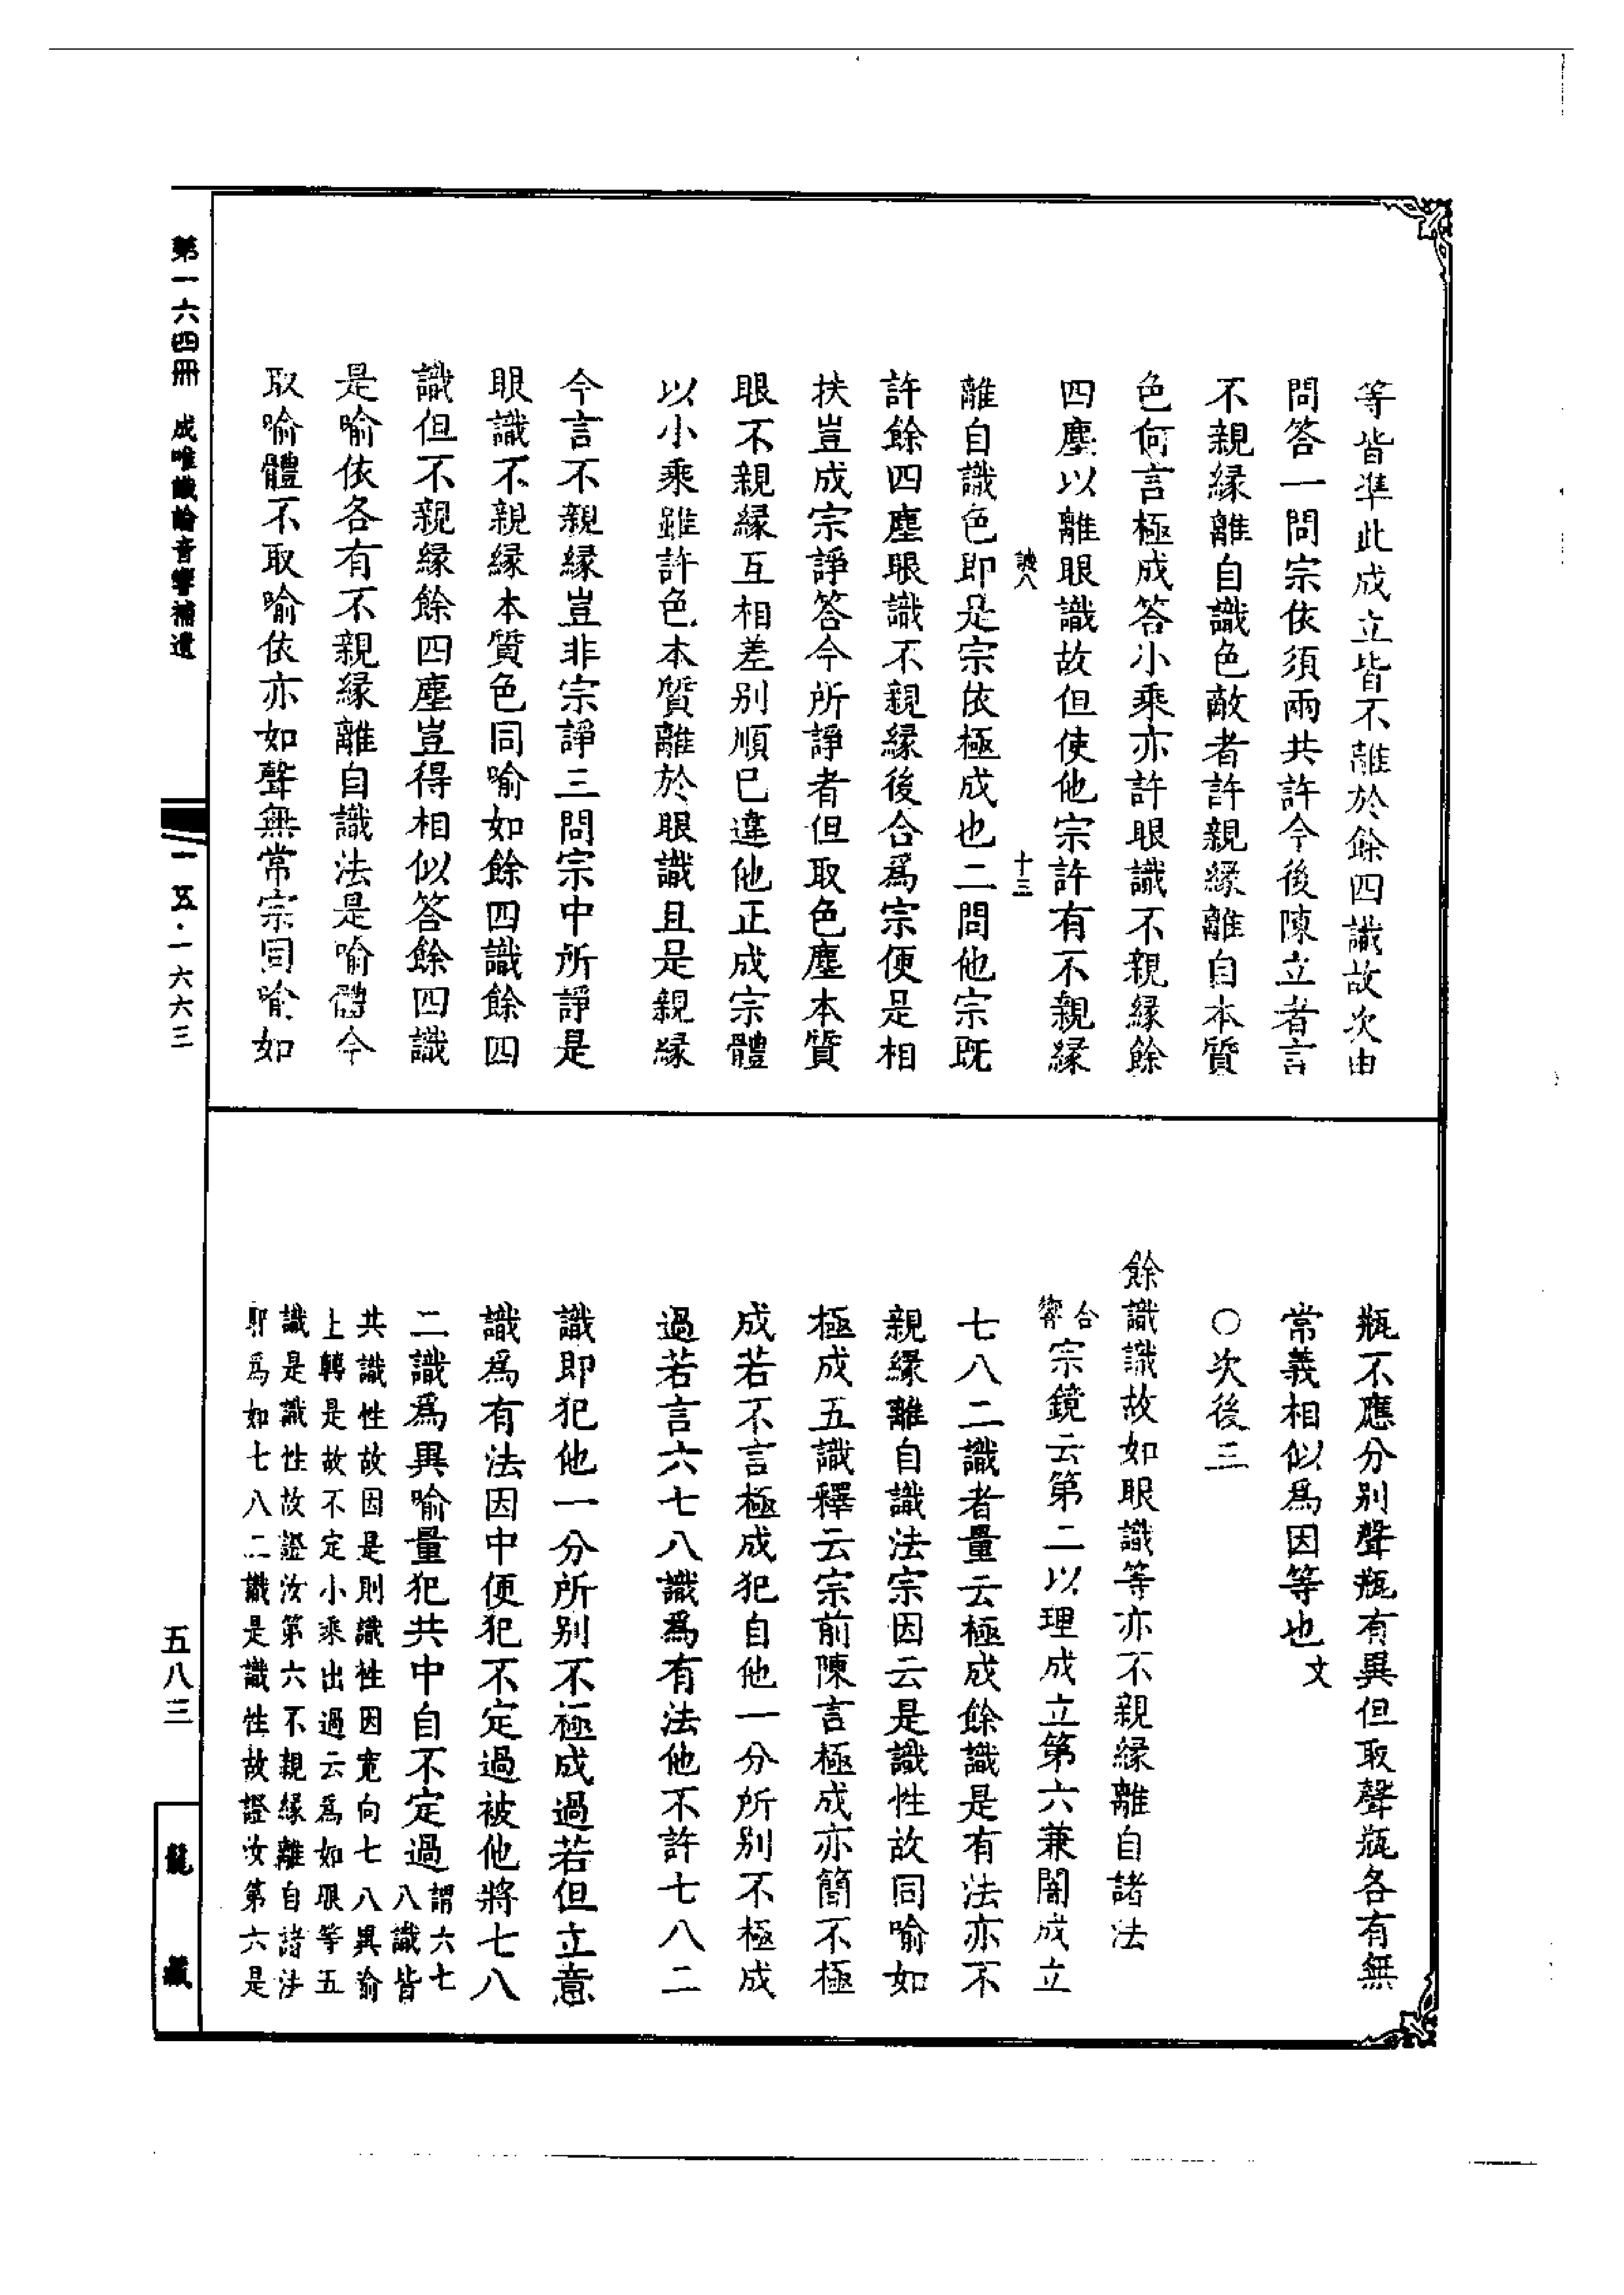 等皆準此成立皆不離於餘四識故次由
問答一問宗依須兩共許今後陳立者言
不親緣離自識色敵者許親緣離自本質
色何言極成答小乘亦許眼識不親緣餘
四塵以離眼識故但使他宗許有不親緣
誠八 十三
離自識色即是宗依極成也二問他宗既
許餘四塵眼識不親緣後合爲宗便是相
扶豈成宗諍答今所諍者但取色塵本質
眼不親緣互相差別順己違他正成宗體
以小乘雖許色本質離於眼識且是親緣
今言不親緣豈非宗諍三問宗中所諍是
眼識不親緣本質色同喻如餘四識餘四
識但不親緣餘四塵豈得相似答餘四識
是喻依各有不親緣離自識法是喻體今
取喻體不取喻依亦如聲無常宗同喻如
瓶不應分別聲瓶有異但取聲瓶各有無
常義相似爲因等也文
○次後三
餘識識故如眼識等亦不親緣離自諸法
合響宗鏡云第二以理成立第六兼闇成立
七八二識者量云極成餘識是有法亦不
親緣離自識法宗因云是識性故同喻如
極成五識釋云宗前陳言極成亦簡不極
成若不言極成犯自他一分所別不極成
過若言六七八識爲有法他不許七八二
識即犯他一分所別不極成過若但立意
識爲有法因中便犯不定過被他將七八
二識爲異喻量犯共中自不定過謂六七
八識皆
共識性故因是則識性因寬向七八異喻
上轉是故不定小乘出過云爲如眼等五
識是識性故證汝第六不親緣離自諸法
耶爲如七八二識是識性故證汝第六是
第一六四冊 成唯識論音響補遺
一五·一六六三
五八三
龍藏